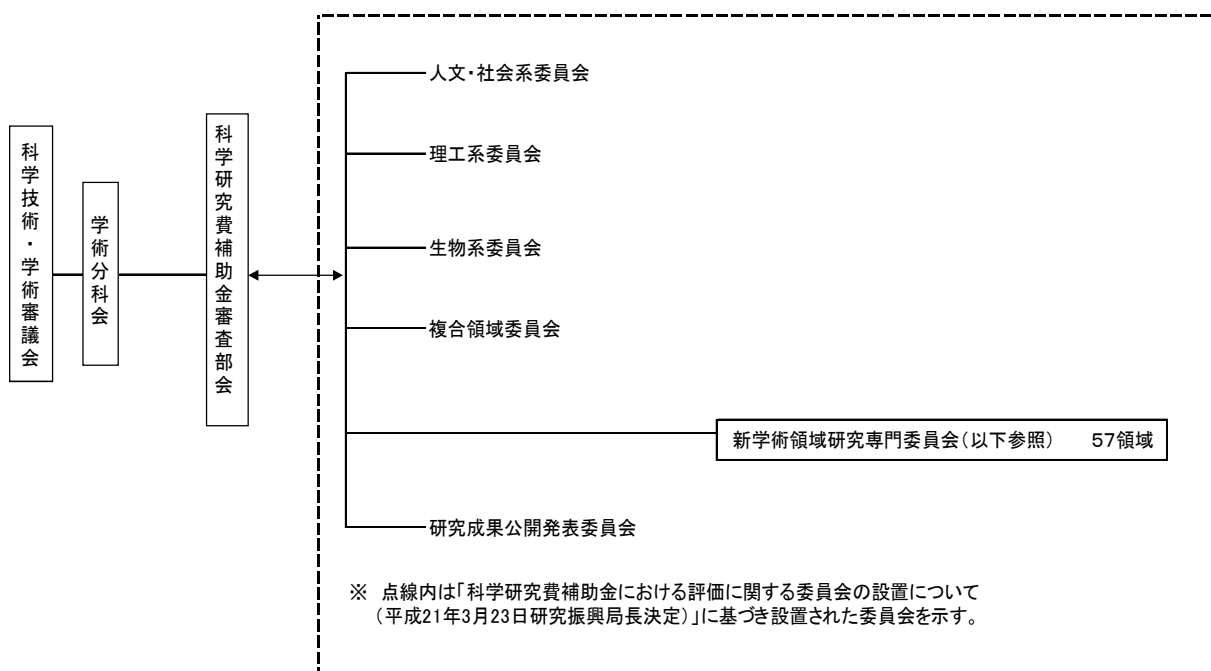 科学技術・学術審議会
学術分科会
科学研究費補助金審査部会
人文・社会系委員会
理工系委員会
生物系委員会
複合領域委員会
新学術領域研究専門委員会（以下参照）　５７領域
研究成果公開発表委員会
※　点線内は「科学研究費補助金における評価に関する委員会の設置について
（平成21年3月23日研究振興局長決定）」に基づき設置された委員会を示す。